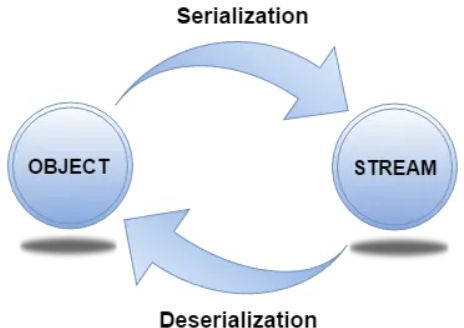 Serialization
OBJECT
STREAM
Deserialization